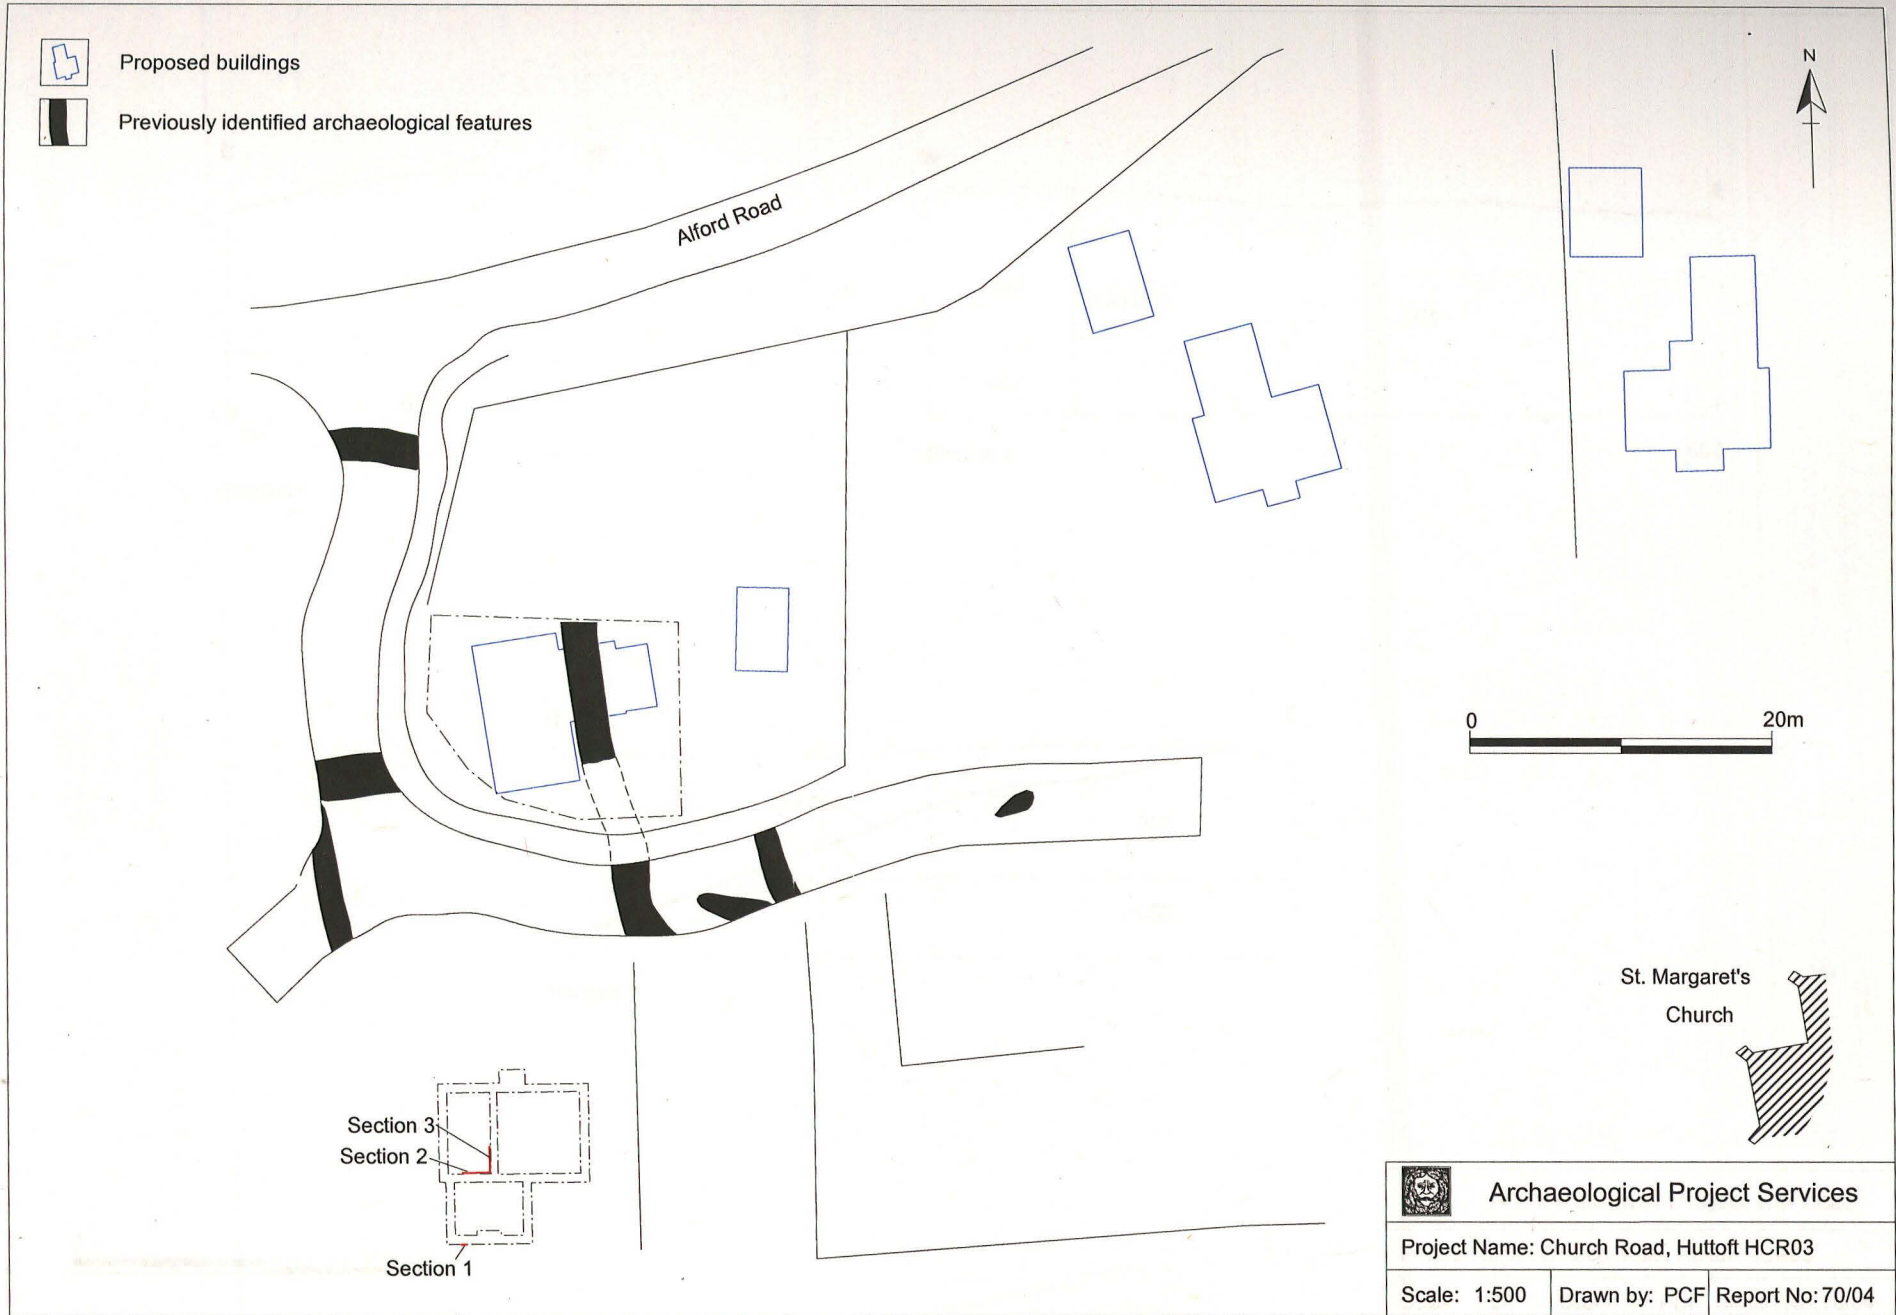 Proposed buildings
Previously identified archaeological features
N
Alford Road
0 20m
St. Margaret's
Church
Section 3
Section 2
Section 1
Archaeological Project Services
Project Name: Church Road, Huttoft HCR03
Scale: 1:500 Drawn by: PCF Report No: 70/04